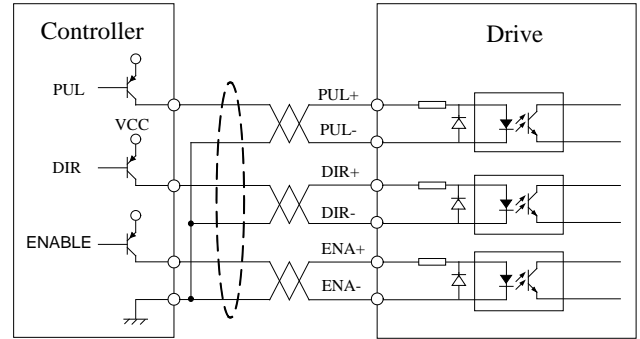 Controller
Drive
PUL
PUL+
VCC
PUL-
DIR
DIR+
DIR-
ENABLE
ENA+
ENA-